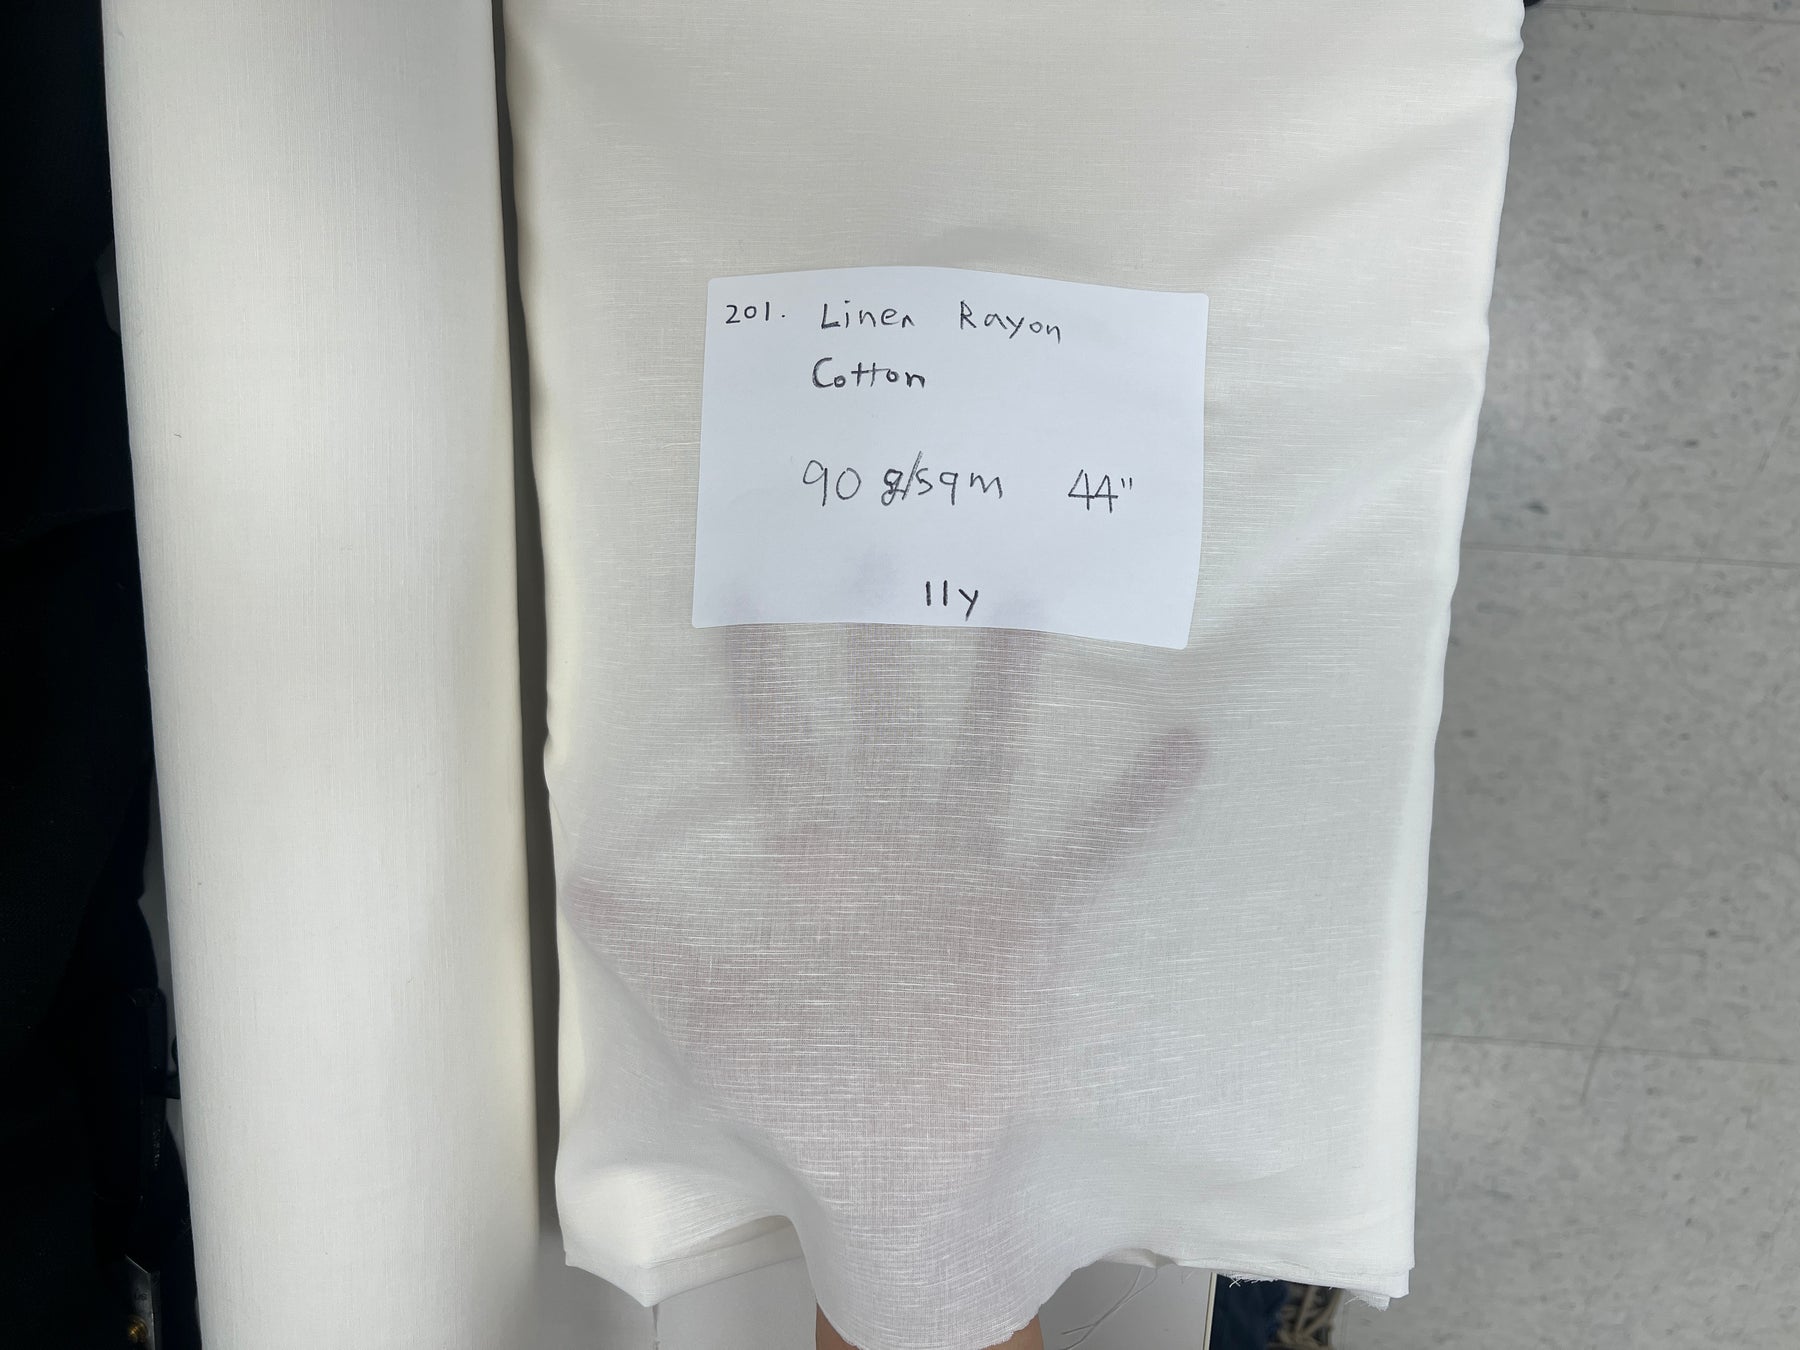 201. Linen Rayon
Cotton
90 g/sqm 44"
11y